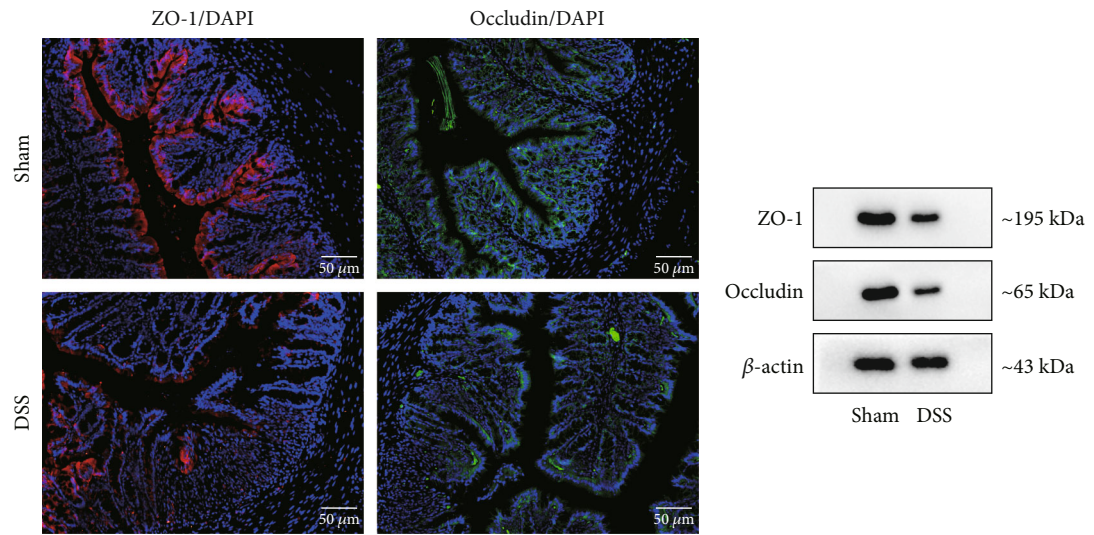 ZO-1/DAPI
Occludin/DAPI
Sham
50 μm
50 μm
DSS
50 μm
50 μm
ZO-1
~195 kDa
Occludin
~65 kDa
β-actin
~43 kDa
Sham DSS